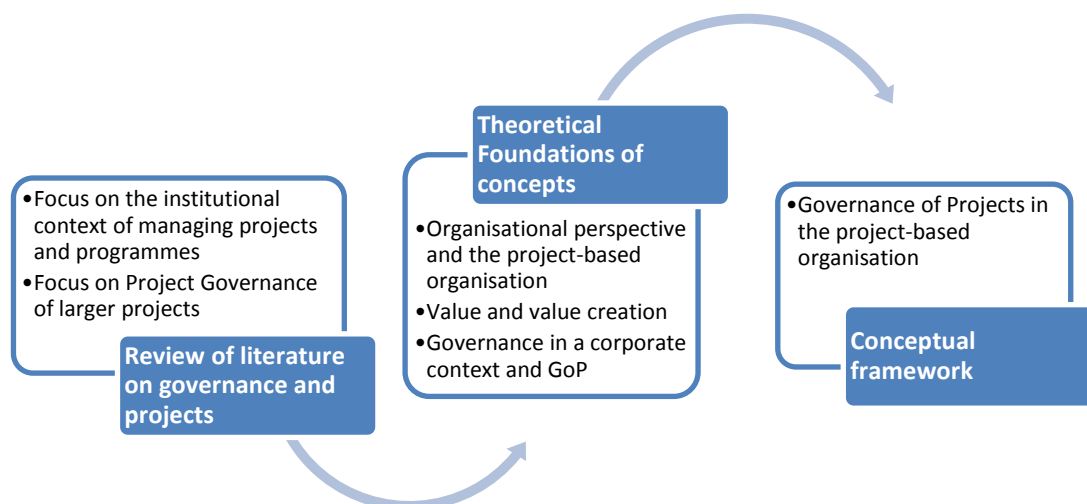 •Focus on the institutional
context of managing projects
and programmes
•Focus on Project Governance
of larger projects
Review of literature
on governance and
projects
Theoretical
Foundations of
concepts
•Organisational perspective
and the project-based
organisation
•Value and value creation
•Governance in a corporate
context and GoP
•Governance of Projects in
the project-based
organisation
Conceptual
framework